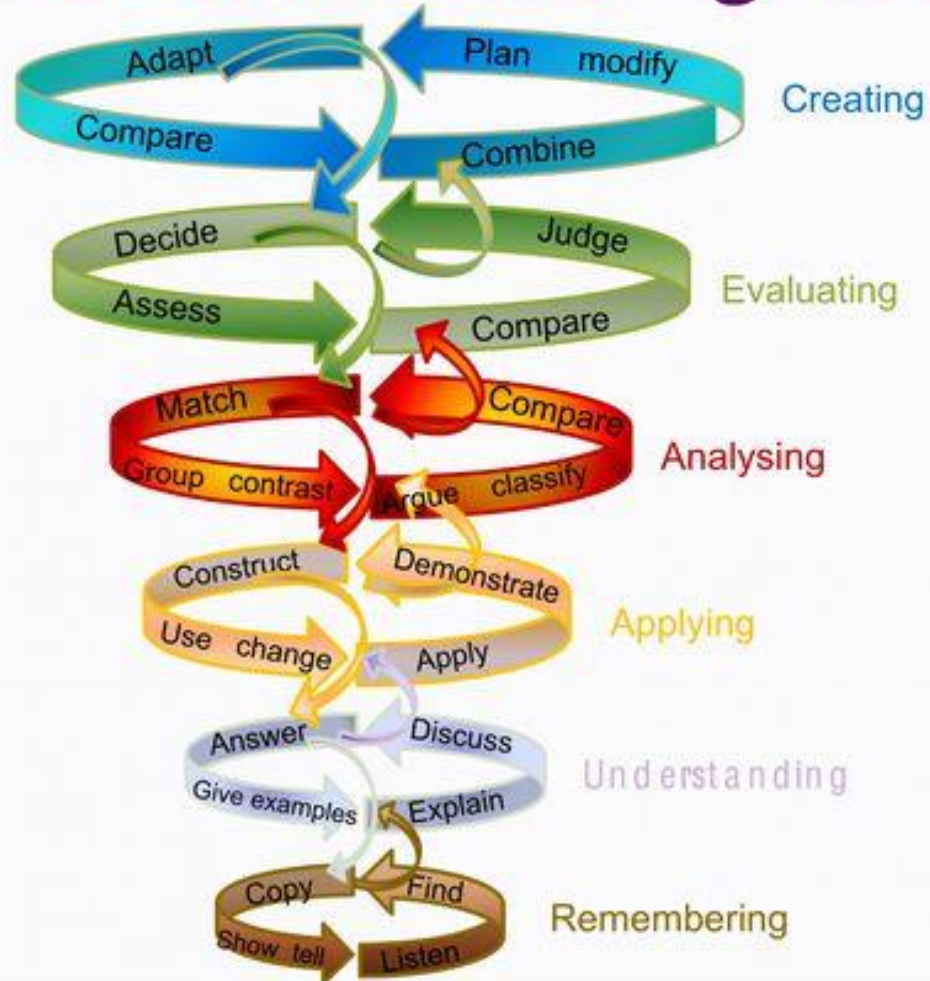 Adapt Plan modify
Creating
Compare Combine
Decide Judge
Evaluating
Assess Compare
Match Compare
Analysing
Group contrast Argue classify
Construct Demonstrate
Applying
Use change Apply
Answer Discuss
Understanding
Give examples Explain
Copy Find
Remembering
Show tell Listen